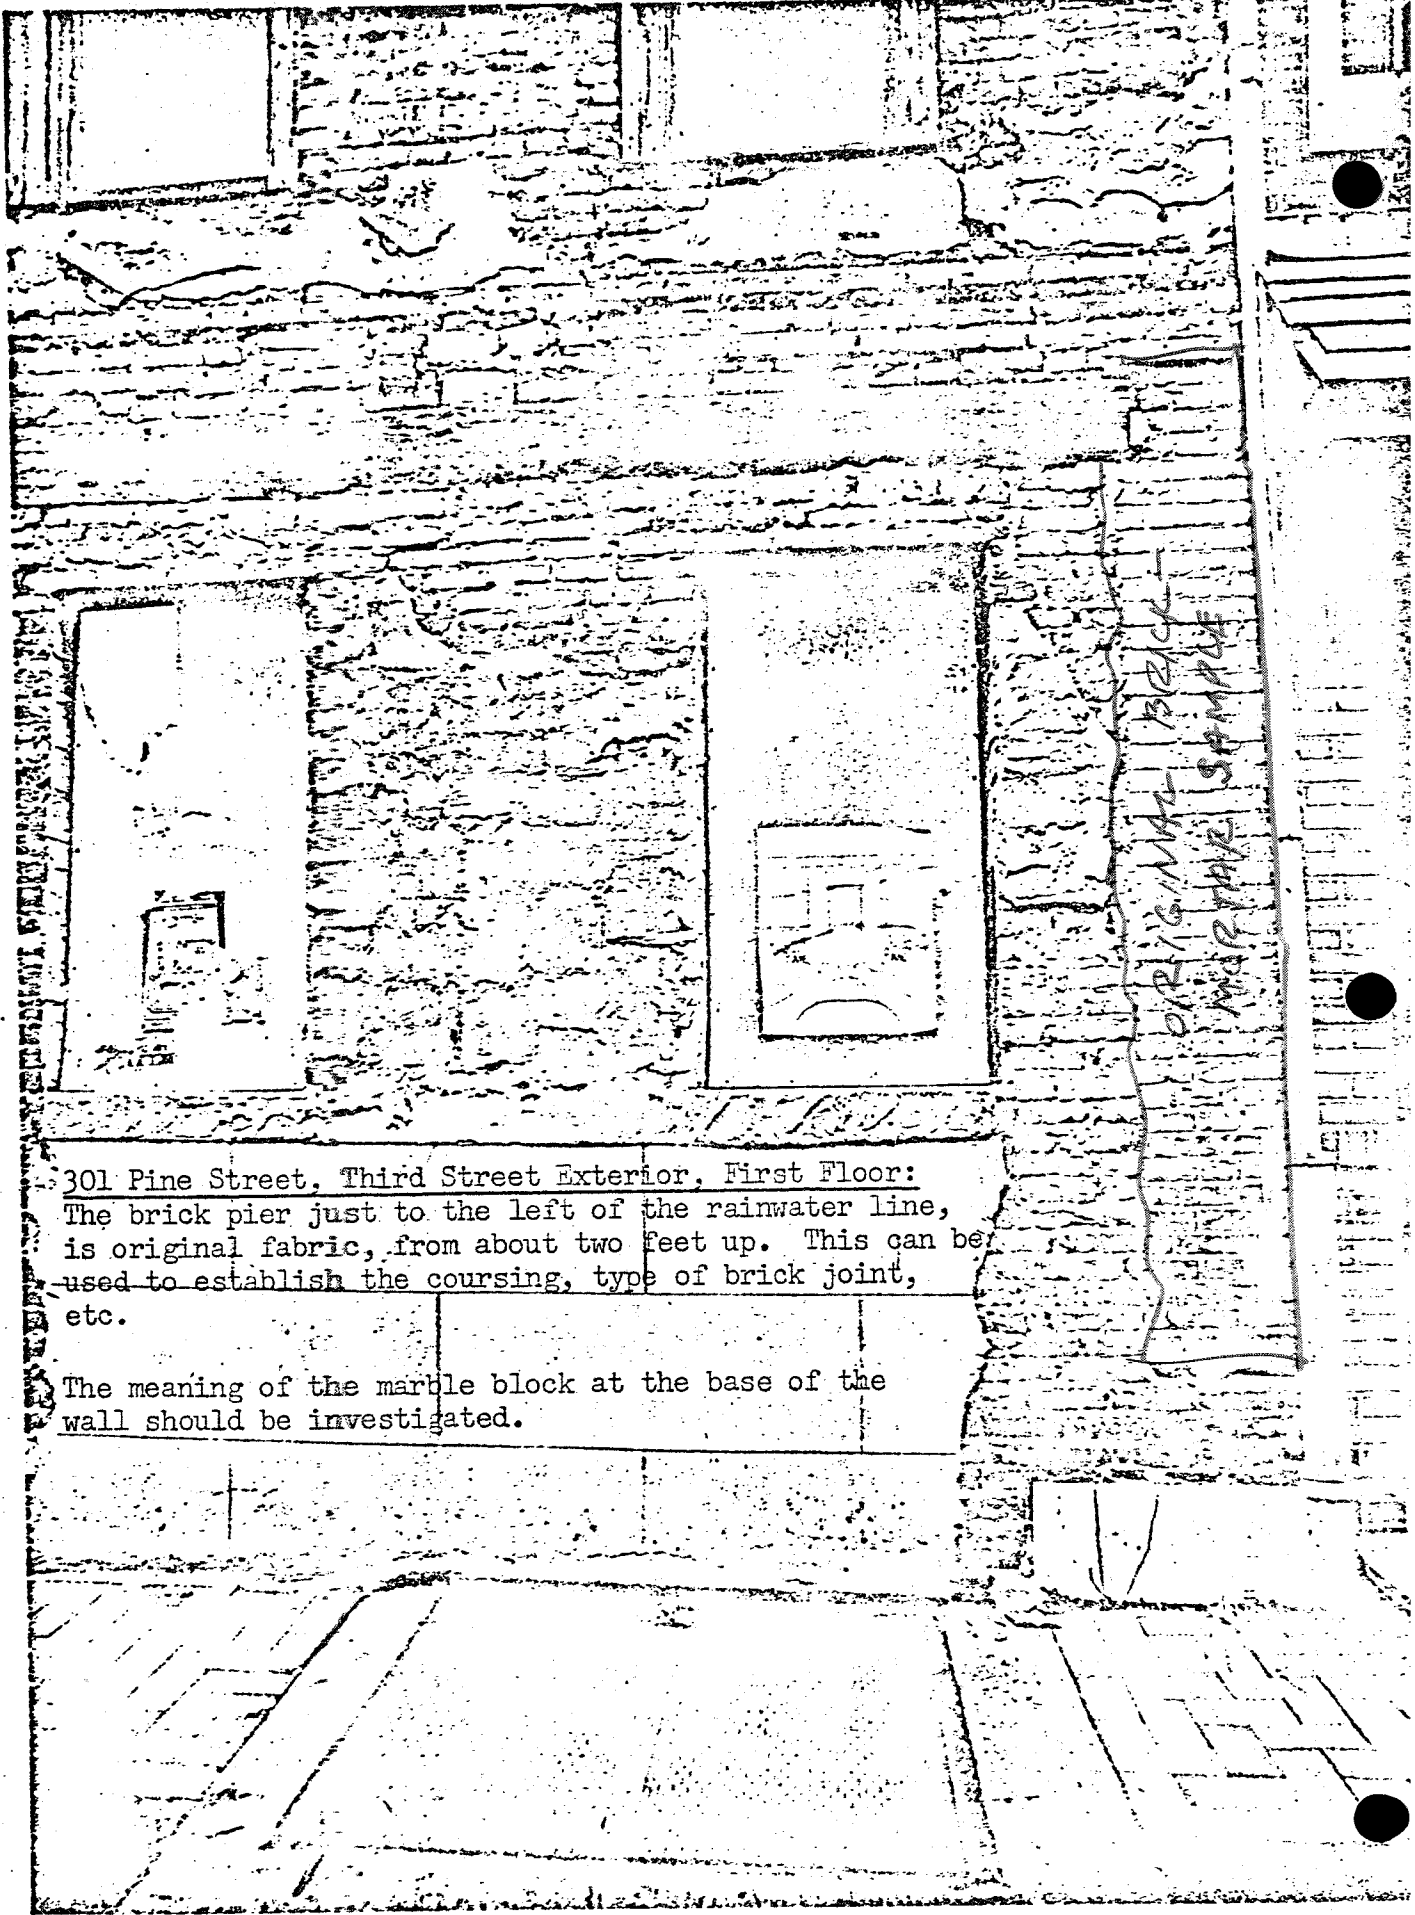 ORIGINAL BRICK -
MORTAR SAMPLE
301 Pine Street, Third Street Exterior, First Floor:
The brick pier just to the left of the rainwater line,
is original fabric, from about two feet up.  This can be
used to establish the coursing, type of brick joint,
etc.
The meaning of the marble block at the base of the
wall should be investigated.